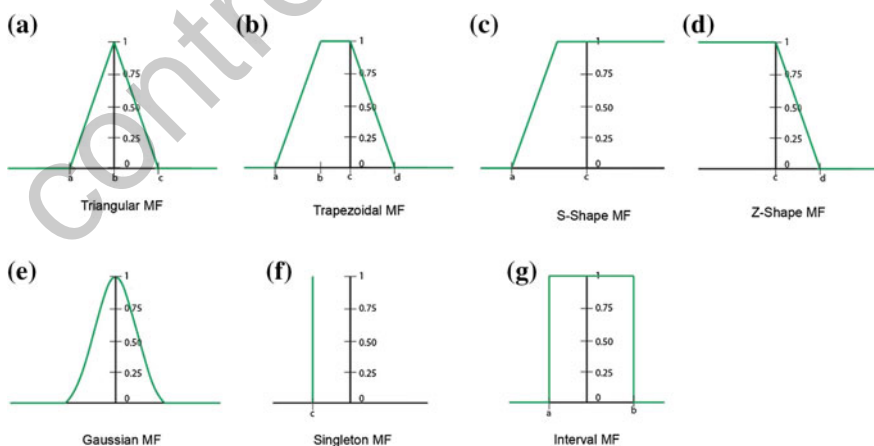 (a)
1
0.75
0.50
0.25
0
a b c
Triangular MF
(b)
1
0.75
0.50
0.25
0
a b c d
Trapezoidal MF
(c)
1
0.75
0.50
0.25
0
a c
S-Shape MF
(d)
1
0.75
0.50
0.25
0
c d
Z-Shape MF
(e)
1
0.75
0.50
0.25
0
Gaussian MF
(f)
1
0.75
0.50
0.25
0
c
Singleton MF
(g)
1
0.75
0.50
0.25
0
a b
Interval MF